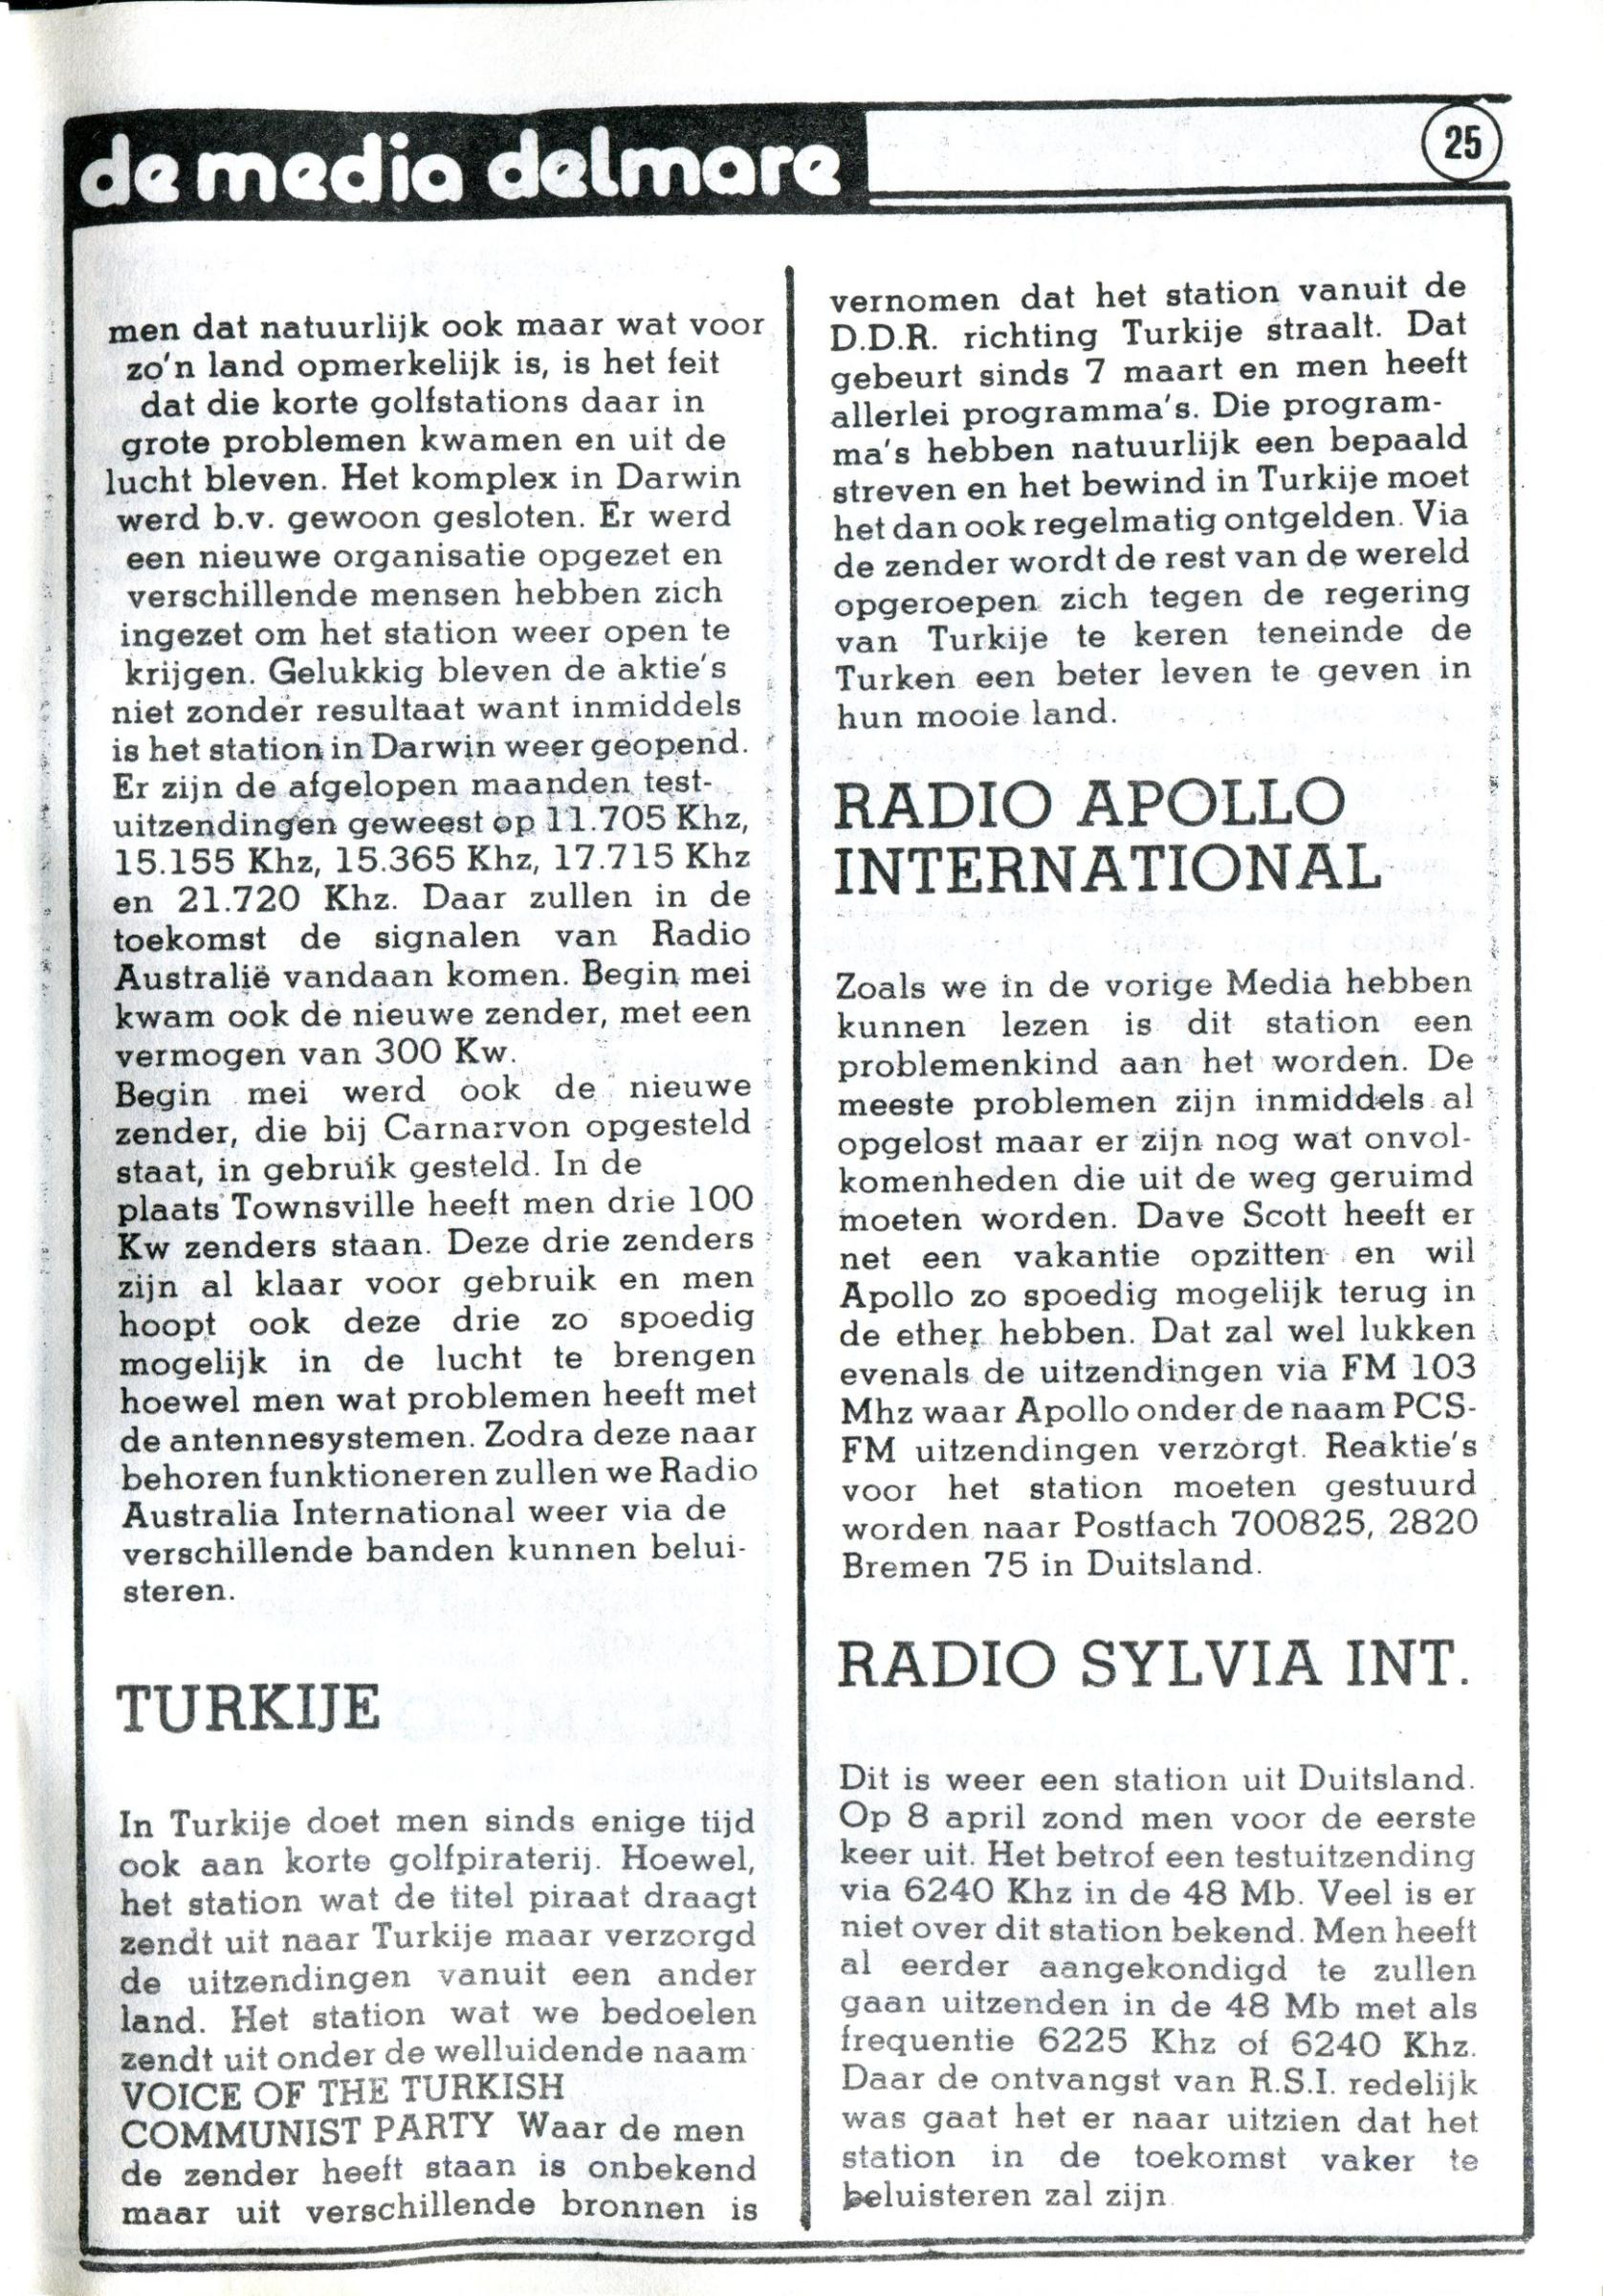 de media delmare
25
men dat natuurlijk ook maar wat voor
zo'n land opmerkelijk is, is het feit
dat die korte golfstations daar in
grote problemen kwamen en uit de
lucht bleven. Het komplex in Darwin
werd b.v. gewoon gesloten. Er werd
een nieuwe organisatie opgezet en
verschillende mensen hebben zich
ingezet om het station weer open te
krijgen. Gelukkig bleven de aktie's
niet zonder resultaat want inmiddels
is het station in Darwin weer geopend.
Er zijn de afgelopen maanden test-
uitzendingen geweest op 11.705 Khz,
15.155 Khz, 15.365 Khz, 17.715 Khz
en 21.720 Khz. Daar zullen in de
toekomst de signalen van Radio
Australië vandaan komen. Begin mei
kwam ook de nieuwe zender, met een
vermogen van 300 Kw.
Begin mei werd ook de nieuwe
zender, die bij Carnarvon opgesteld
staat, in gebruik gesteld. In de
plaats Townsville heeft men drie 100
Kw zenders staan. Deze drie zenders
zijn al klaar voor gebruik en men
hoopt ook deze drie zo spoedig
mogelijk in de lucht te brengen
hoewel men wat problemen heeft met
de antennesystemen. Zodra deze naar
behoren funktioneren zullen we Radio
Australia International weer via de
verschillende banden kunnen belui-
steren.
TURKIJE
In Turkije doet men sinds enige tijd
ook aan korte golfpiraterij. Hoewel,
het station wat de titel piraat draagt
zendt uit naar Turkije maar verzorgd
de uitzendingen vanuit een ander
land. Het station wat we bedoelen
zendt uit onder de welluidende naam
VOICE OF THE TURKISH
COMMUNIST PARTY Waar de men
de zender heeft staan is onbekend
maar uit verschillende bronnen is
vernomen dat het station vanuit de
D.D.R. richting Turkije straalt. Dat
gebeurt sinds 7 maart en men heeft
allerlei programma's. Die program-
ma's hebben natuurlijk een bepaald
streven en het bewind in Turkije moet
het dan ook regelmatig ontgelden. Via
de zender wordt de rest van de wereld
opgeroepen zich tegen de regering
van Turkije te keren teneinde de
Turken een beter leven te geven in
hun mooie land.
RADIO APOLLO
INTERNATIONAL
Zoals we in de vorige Media hebben
kunnen lezen is dit station een
problemenkind aan het worden. De
meeste problemen zijn inmiddels al
opgelost maar er zijn nog wat onvol-
komenheden die uit de weg geruimd
moeten worden. Dave Scott heeft er
net een vakantie opzitten en wil
Apollo zo spoedig mogelijk terug in
de ether hebben. Dat zal wel lukken
evenals de uitzendingen via FM 103
Mhz waar Apollo onder de naam PCS-
FM uitzendingen verzorgt. Reaktie's
voor het station moeten gestuurd
worden naar Postfach 700825, 2820
Bremen 75 in Duitsland.
RADIO SYLVIA INT.
Dit is weer een station uit Duitsland.
Op 8 april zond men voor de eerste
keer uit. Het betrof een testuitzending
via 6240 Khz in de 48 Mb. Veel is er
niet over dit station bekend. Men heeft
al eerder aangekondigd te zullen
gaan uitzenden in de 48 Mb met als
frequentie 6225 Khz of 6240 Khz.
Daar de ontvangst van R.S.I. redelijk
was gaat het er naar uitzien dat het
station in de toekomst vaker te
beluisteren zal zijn.